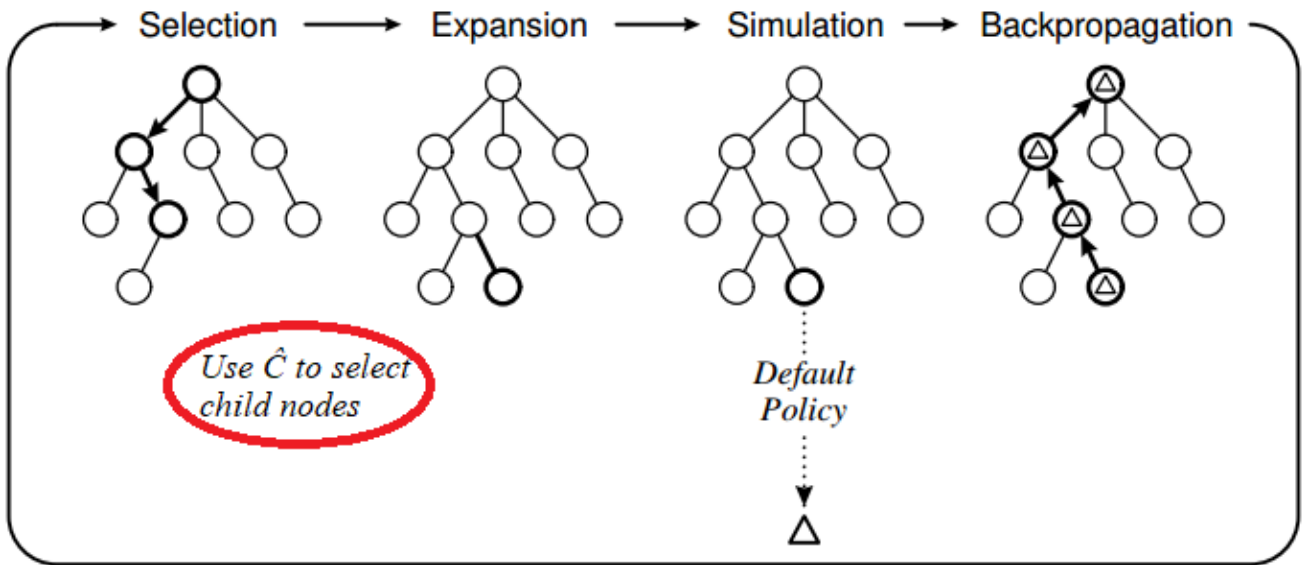 Selection Expansion Simulation Backpropagation
Use Ĉ to select
child nodes
Default
Policy